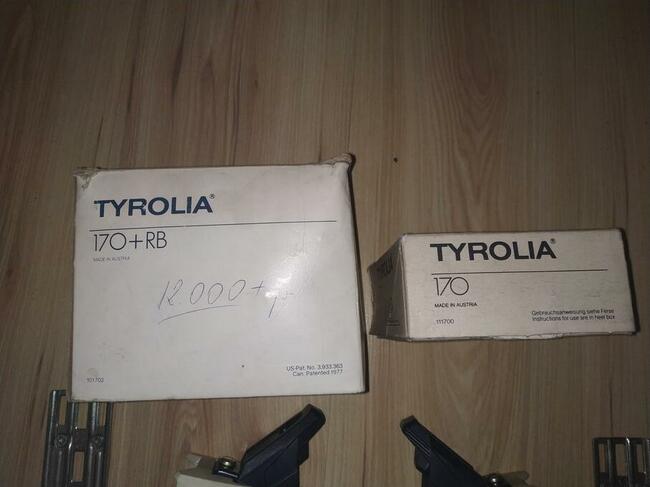 TYROLIA®
170+RB
MADE IN AUSTRIA
12.000+
101702
US-Pat. No. 3,933,363
Can. Patented 1977
TYROLIA®
170
MADE IN AUSTRIA
111700
Gebrauchsanweisung siehe Ferse
Instructions for use are in Heel box